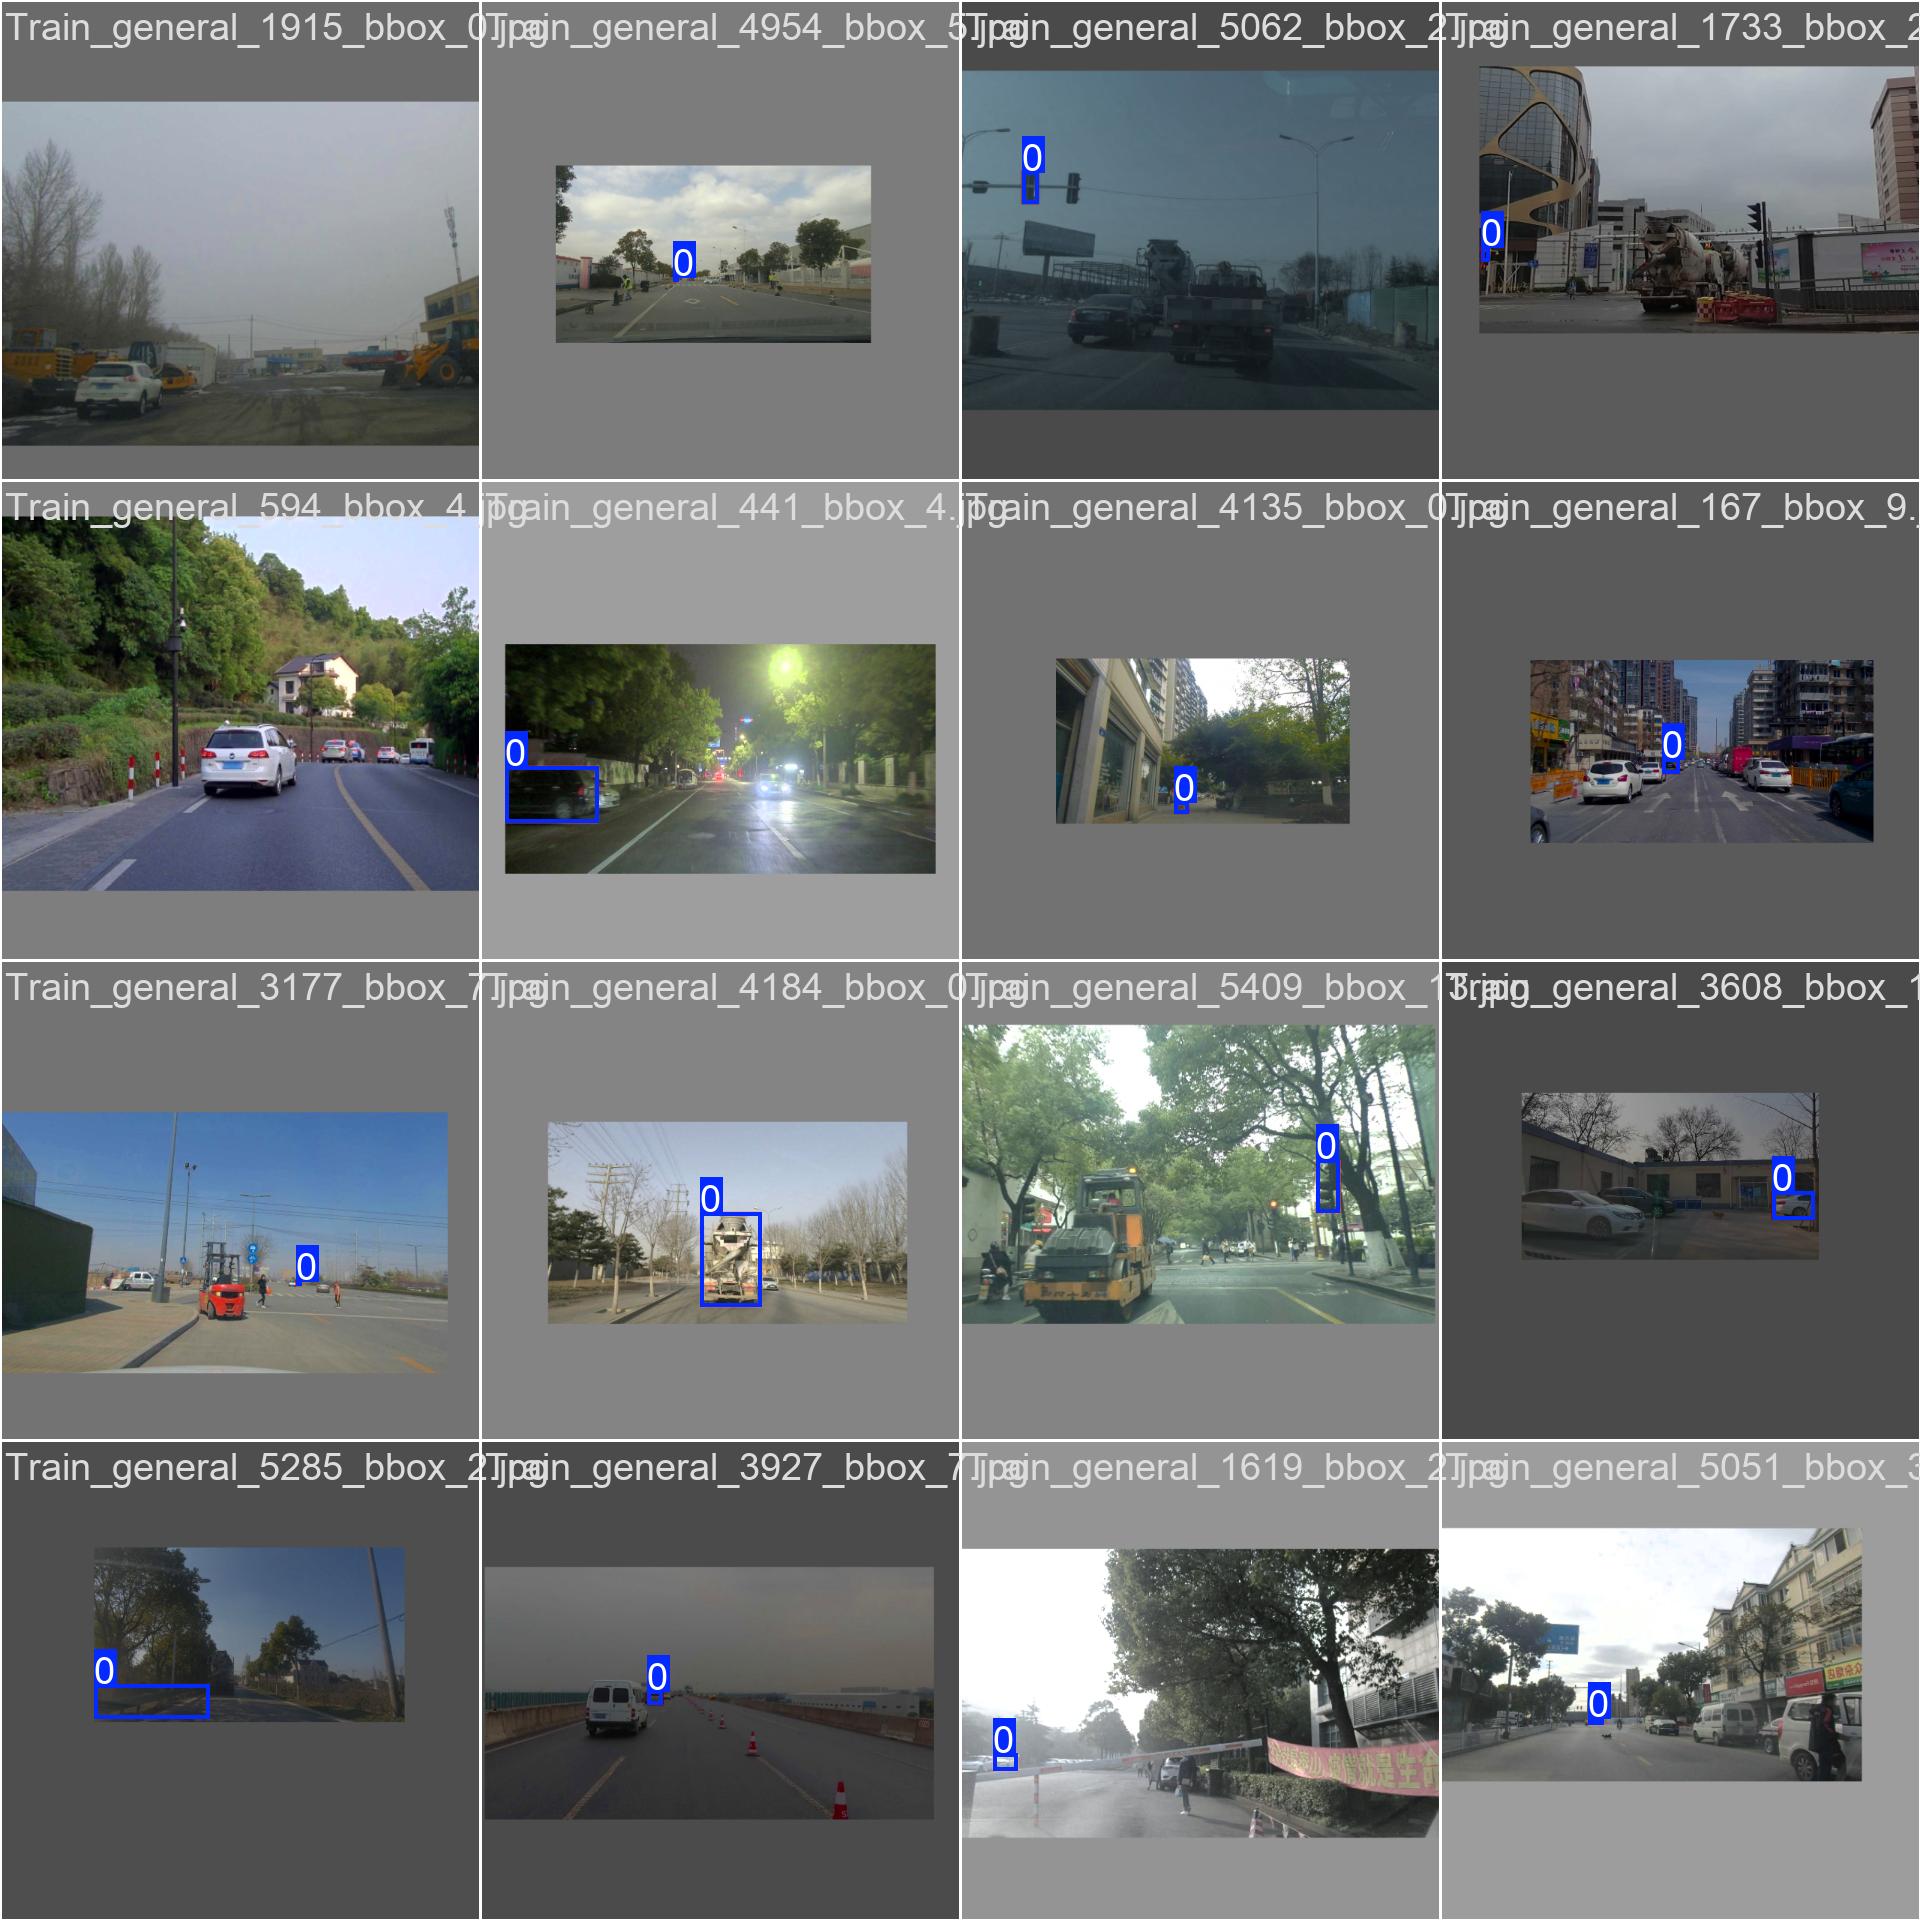 Train_general_1915_bbox_0.jpg
Train_general_4954_bbox_5.jpg
Train_general_5062_bbox_2.jpg
Train_general_1733_bbox_2
0
0
0
Train_general_594_bbox_4.jpg
Train_general_441_bbox_4.jpg
Train_general_4135_bbox_0.jpg
Train_general_167_bbox_9.
0
0
0
Train_general_3177_bbox_7.jpg
Train_general_4184_bbox_0.jpg
Train_general_5409_bbox_13.jpg
Train_general_3608_bbox_1
0
0
0
0
Train_general_5285_bbox_2.jpg
Train_general_3927_bbox_7.jpg
Train_general_1619_bbox_2.jpg
Train_general_5051_bbox_3
0
0
0
0